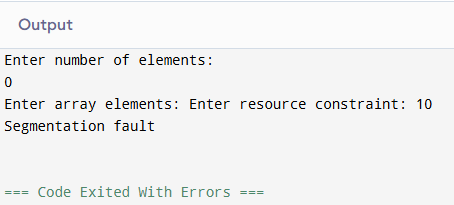 Output
Enter number of elements:
0
Enter array elements: Enter resource constraint: 10
Segmentation fault
=== Code Exited With Errors ===